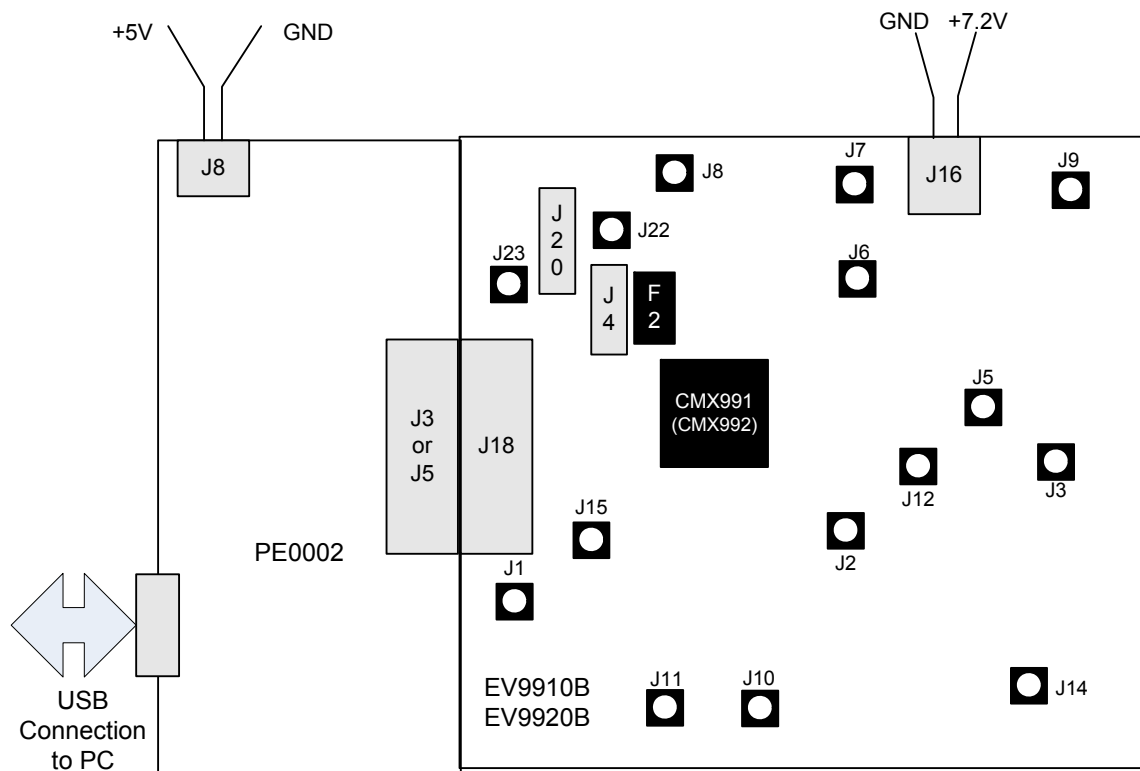 +5V
GND
GND
+7.2V
J8
J8
J7
J16
J9
J
2
0
J22
J23
J6
J
4
F
2
CMX991
(CMX992)
J5
J3
or
J5
J18
J12
J3
J15
J2
PE0002
J1
USB
Connection
to PC
EV9910B
EV9920B
J11
J10
J14